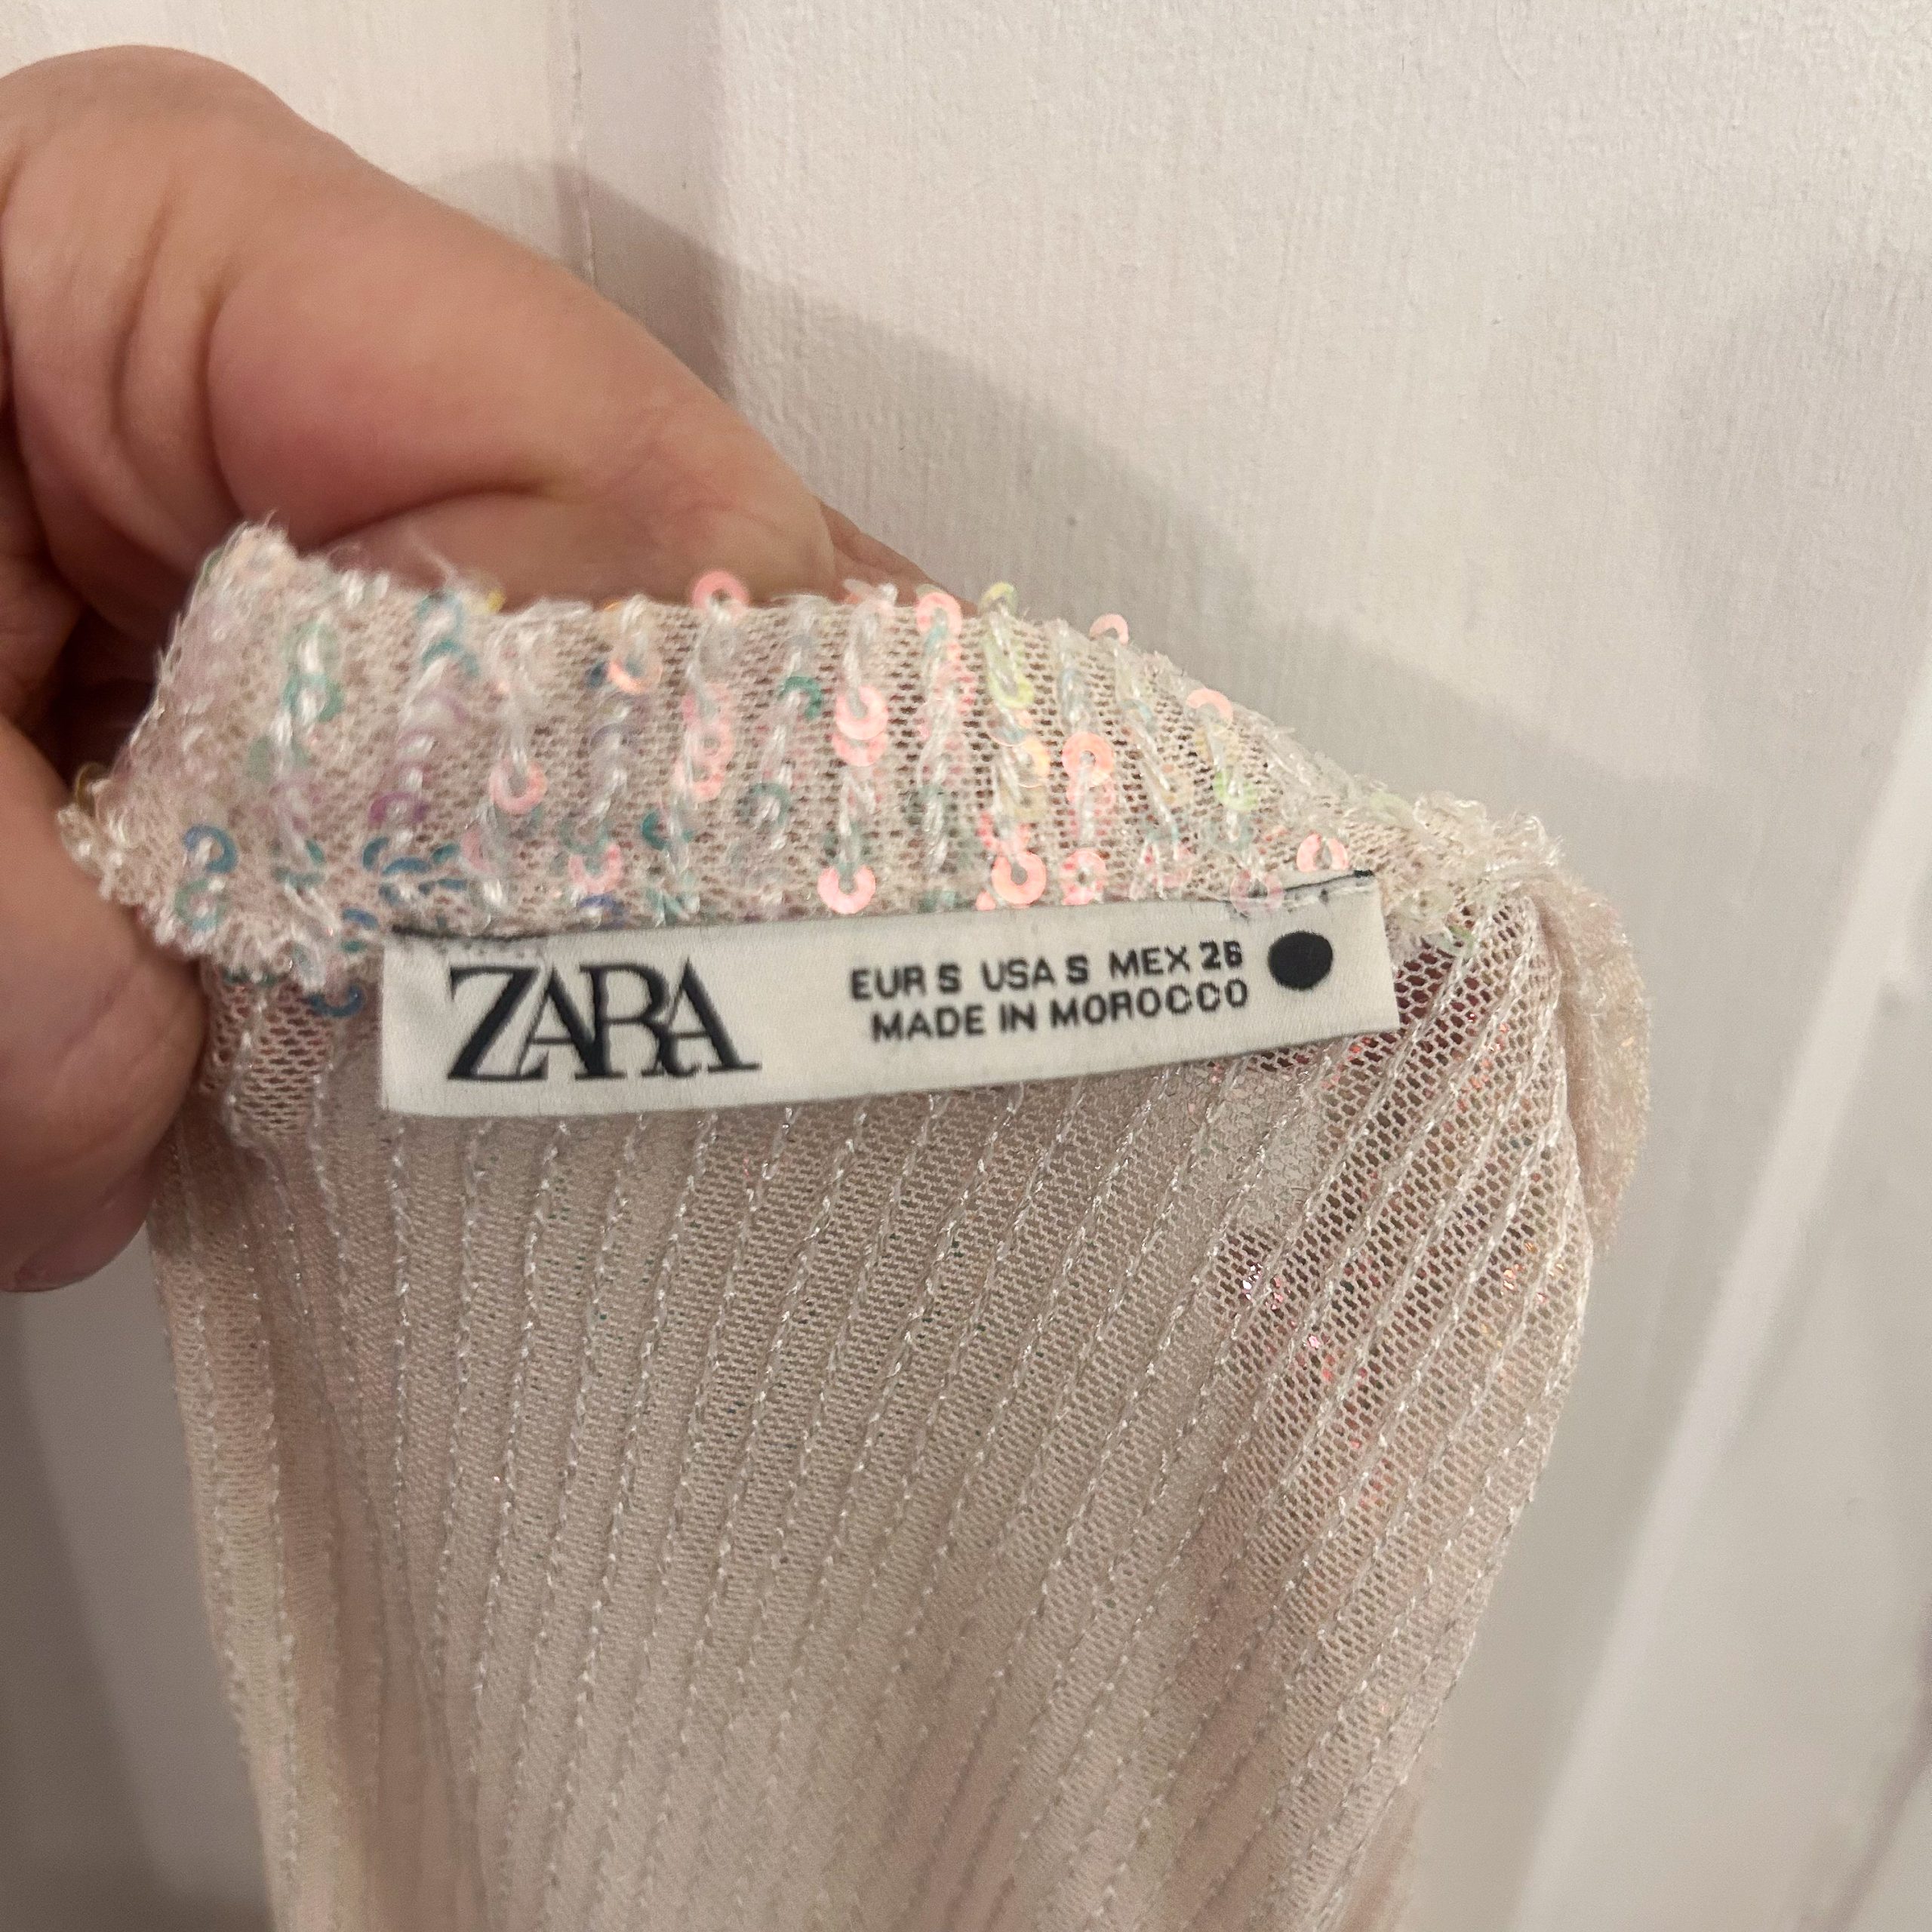 ZARA
EUR S USA S MEX 26
MADE IN MOROCCO